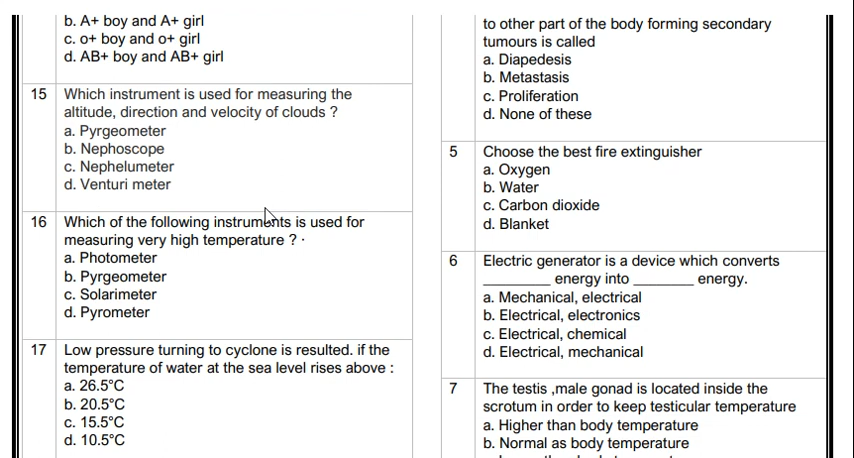 b. A+ boy and A+ girl
c. o+ boy and o+ girl
d. AB+ boy and AB+ girl
15 Which instrument is used for measuring the
altitude, direction and velocity of clouds ?
a. Pyrgeometer
b. Nephoscope
c. Nephelumeter
d. Venturi meter
16 Which of the following instruments is used for
measuring very high temperature ? ·
a. Photometer
b. Pyrgeometer
c. Solarimeter
d. Pyrometer
17 Low pressure turning to cyclone is resulted. if the
temperature of water at the sea level rises above :
a. 26.5°C
b. 20.5°C
c. 15.5°C
d. 10.5°C
to other part of the body forming secondary
tumours is called
a. Diapedesis
b. Metastasis
c. Proliferation
d. None of these
5 Choose the best fire extinguisher
a. Oxygen
b. Water
c. Carbon dioxide
d. Blanket
6 Electric generator is a device which converts
________ energy into _______ energy.
a. Mechanical, electrical
b. Electrical, electronics
c. Electrical, chemical
d. Electrical, mechanical
7 The testis ,male gonad is located inside the
scrotum in order to keep testicular temperature
a. Higher than body temperature
b. Normal as body temperature